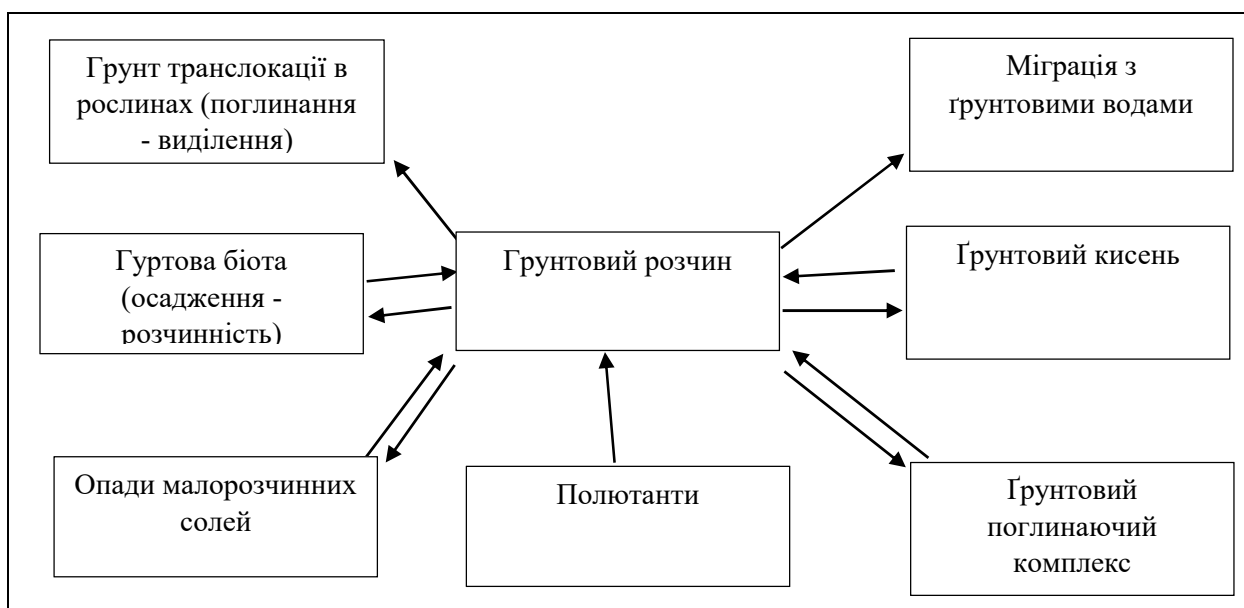 Грунт транслокації в
рослинах (поглинання
- виділення)
Міграція з
ґрунтовими водами
Гуртова біота
(осадження -
розчинність)
Грунтовий розчин
Ґрунтовий кисень
Опади малорозчинних
солей
Полютанти
Ґрунтовий
поглинаючий
комплекс